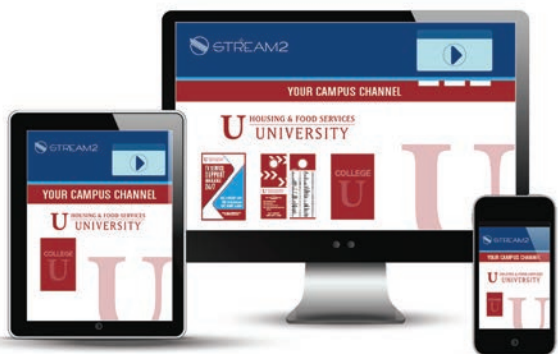 STREAM2
YOUR CAMPUS CHANNEL
U HOUSING & FOOD SERVICES
UNIVERSITY
COLLEGE
U
U
STREAM2
YOUR CAMPUS CHANNEL
U HOUSING & FOOD SERVICES
UNIVERSITY
COLLEGE
U
U
STREAM2
YOUR CAMPUS CHANNEL
U HOUSING & FOOD SERVICES
UNIVERSITY
U
U